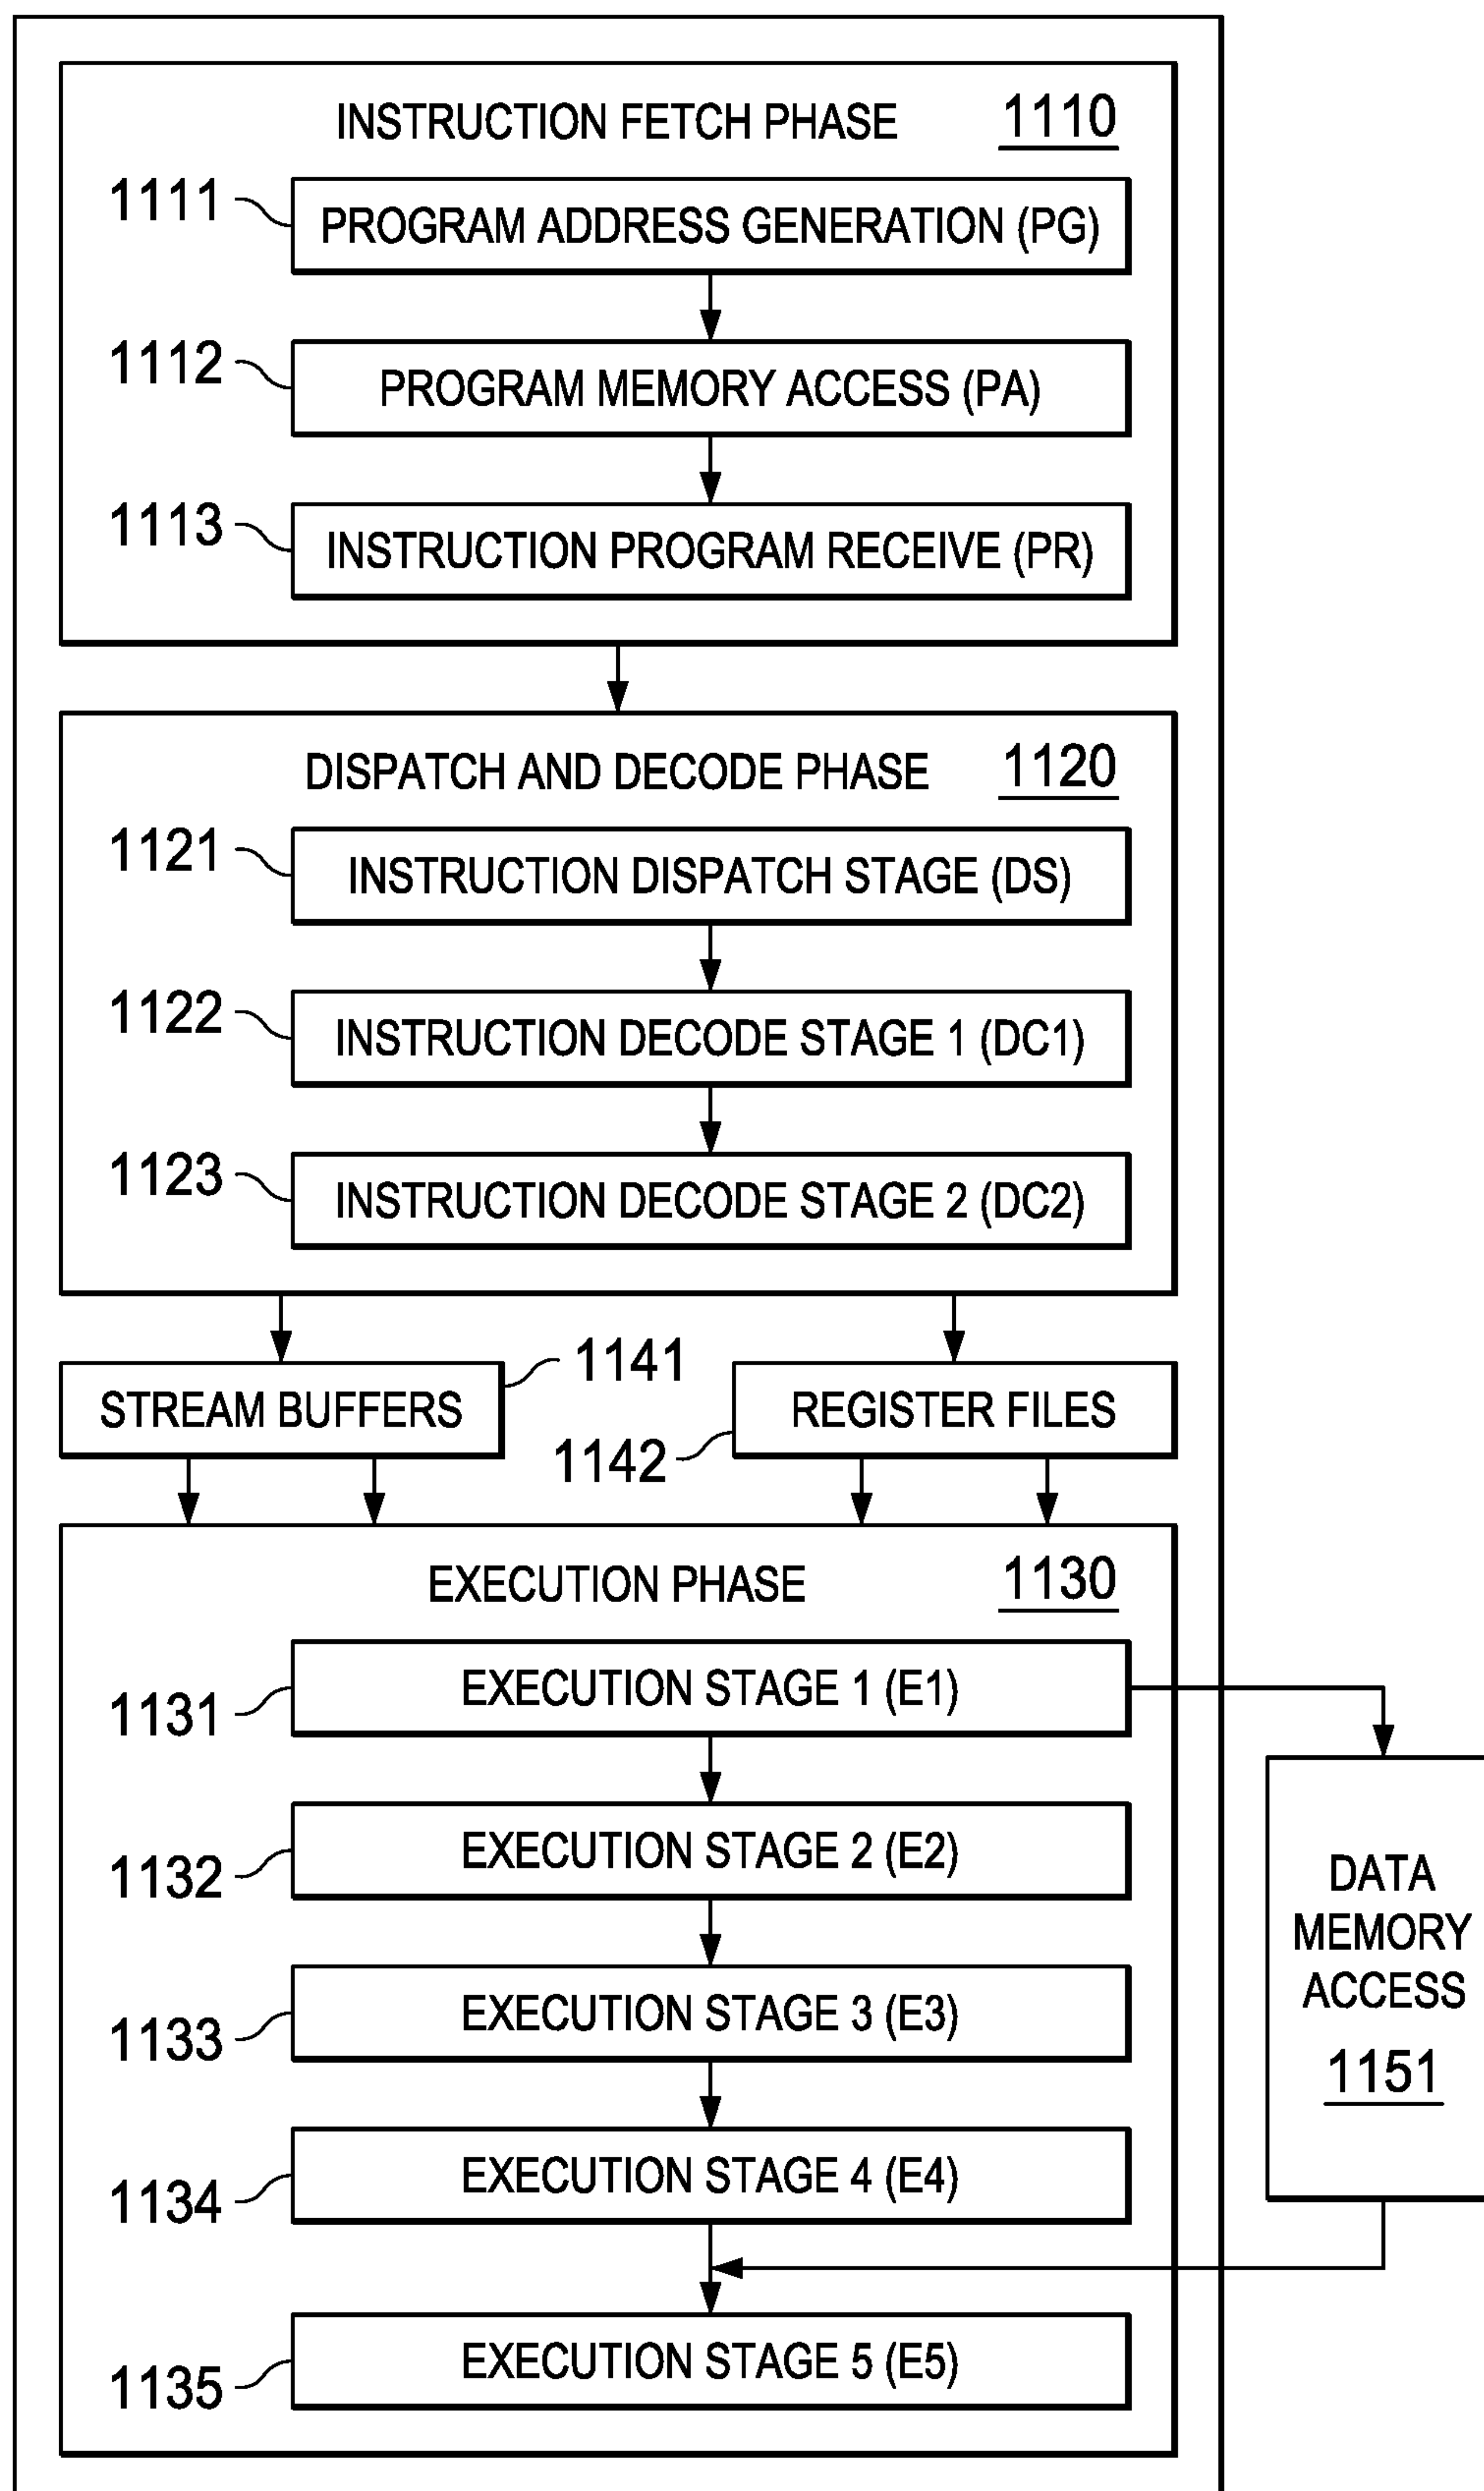 INSTRUCTION FETCH PHASE 1110
1111 PROGRAM ADDRESS GENERATION (PG)
1112 PROGRAM MEMORY ACCESS (PA)
1113 INSTRUCTION PROGRAM RECEIVE (PR)
DISPATCH AND DECODE PHASE 1120
1121 INSTRUCTION DISPATCH STAGE (DS)
1122 INSTRUCTION DECODE STAGE 1 (DC1)
1123 INSTRUCTION DECODE STAGE 2 (DC2)
STREAM BUFFERS 1141
1142 REGISTER FILES
EXECUTION PHASE 1130
1131 EXECUTION STAGE 1 (E1)
1132 EXECUTION STAGE 2 (E2)
1133 EXECUTION STAGE 3 (E3)
1134 EXECUTION STAGE 4 (E4)
1135 EXECUTION STAGE 5 (E5)
DATA
MEMORY
ACCESS
1151